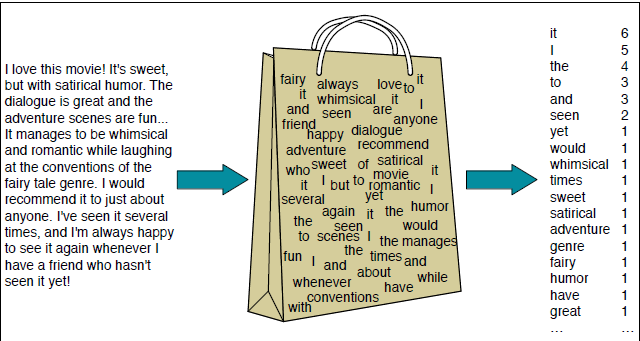 I love this movie! It's sweet,
but with satirical humor. The
dialogue is great and the
adventure scenes are fun...
It manages to be whimsical
and romantic while laughing
at the conventions of the
fairy tale genre. I would
recommend it to just about
anyone. I've seen it several
times, and I'm always happy
to see it again whenever I
have a friend who hasn't
seen it yet!
fairy always love to it
it whimsical it I
and seen are anyone
friend happy dialogue
adventure recommend
who sweet of satirical movie it
it I but to romantic I
several yet
again it the humor
the seen would
to scenes I the manages
fun the times and
I and about while
whenever have
conventions
with
it 6
I 5
the 4
to 3
and 3
seen 2
yet 1
would 1
whimsical 1
times 1
sweet 1
satirical 1
adventure 1
genre 1
fairy 1
humor 1
have 1
great 1
... ...